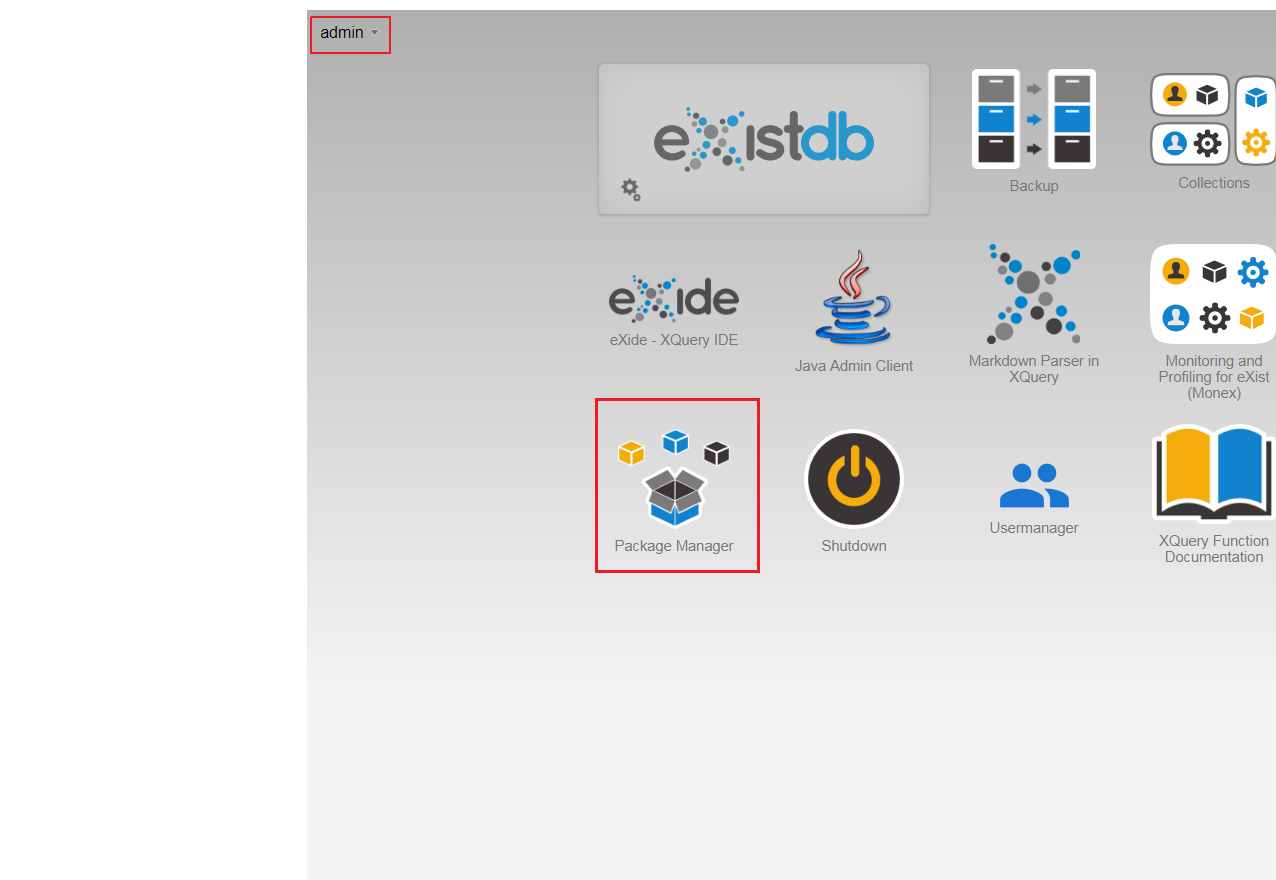 admin
existdb
Backup
Collections
eXide
eXide - XQuery IDE
Java Admin Client
Markdown Parser in
XQuery
Monitoring and
Profiling for eXist
(Monex)
Package Manager
Shutdown
Usermanager
XQuery Function
Documentation